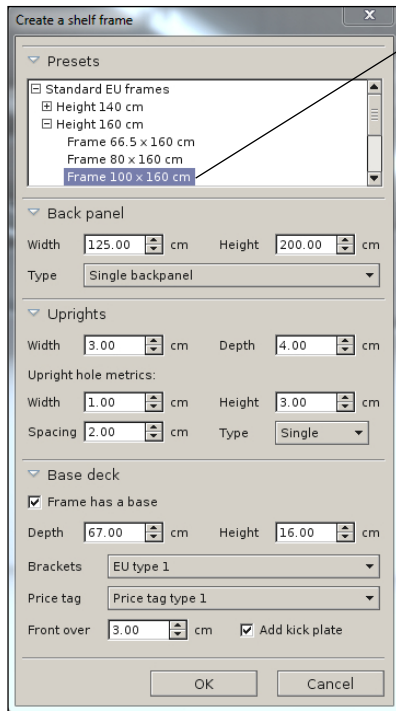 Create a shelf frame
x
Presets
Standard EU frames
Height 140 cm
Height 160 cm
Frame 66.5 x 160 cm
Frame 80 x 160 cm
Frame 100 x 160 cm
Back panel
Width 125.00 cm Height 200.00 cm
Type Single backpanel
Uprights
Width 3.00 cm Depth 4.00 cm
Upright hole metrics:
Width 1.00 cm Height 3.00 cm
Spacing 2.00 cm Type Single
Base deck
Frame has a base
Depth 67.00 cm Height 16.00 cm
Brackets EU type 1
Price tag Price tag type 1
Front over 3.00 cm Add kick plate
OK Cancel